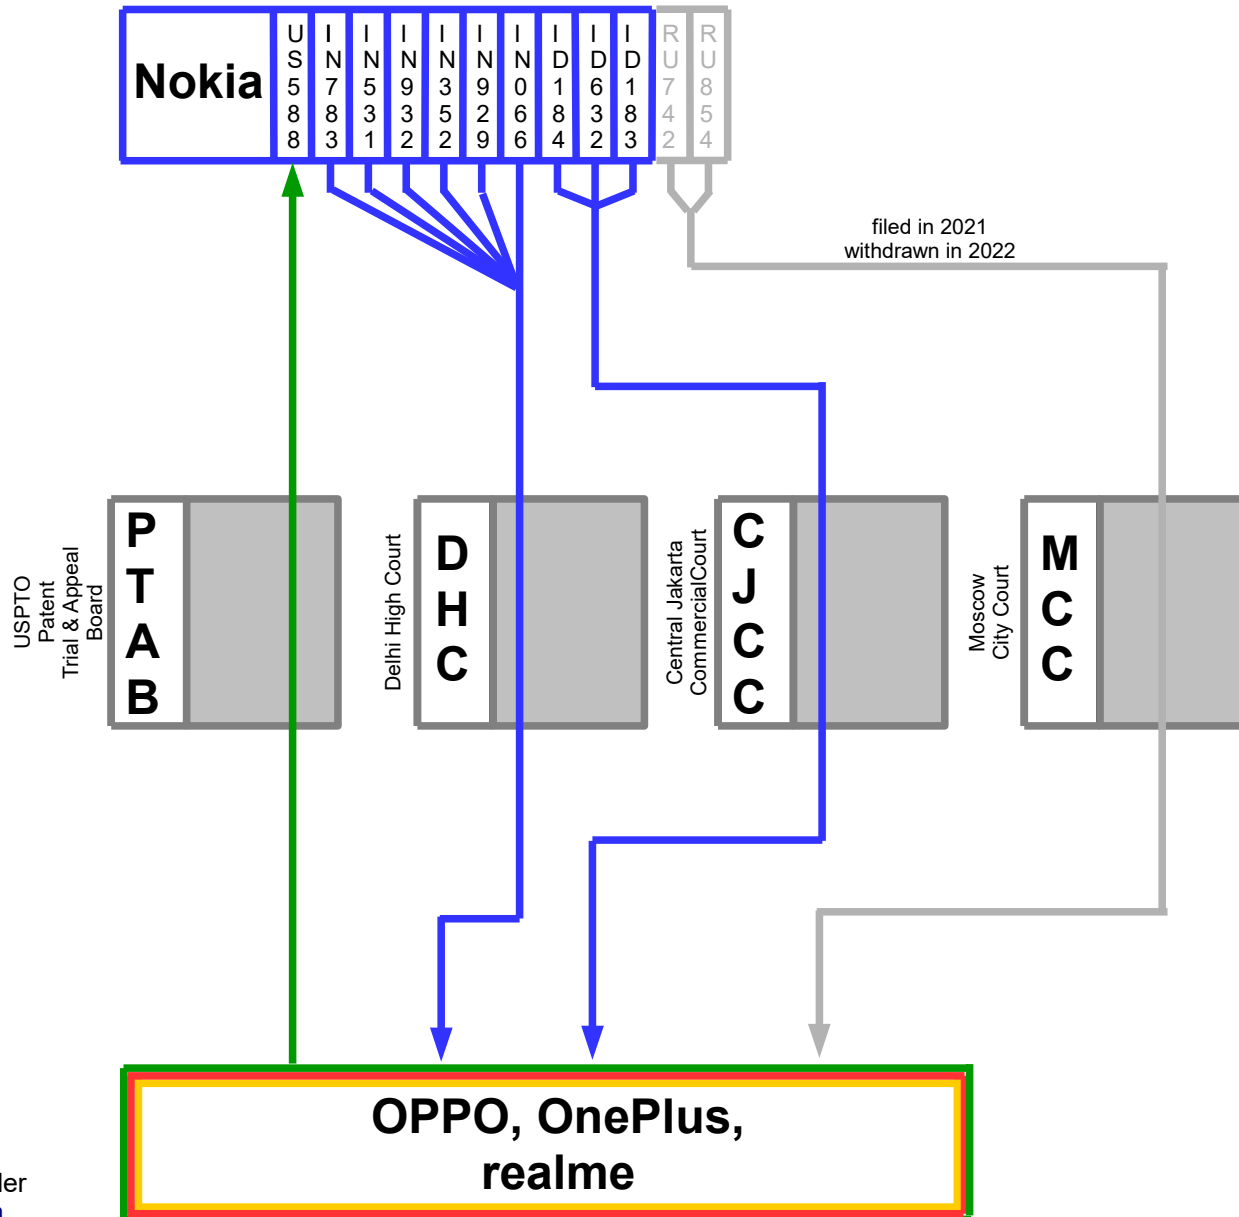 Nokia
US588
IN783
IN531
IN932
IN352
IN929
IN066
ID184
ID632
ID183
RU742
RU854
filed in 2021
withdrawn in 2022
USPTO
Patent
Trial & Appeal
Board
PTAB
Delhi High Court
DHC
Central Jakarta
CommercialCourt
CJCC
Moscow
City Court
MCC
OPPO, OnePlus,
realme